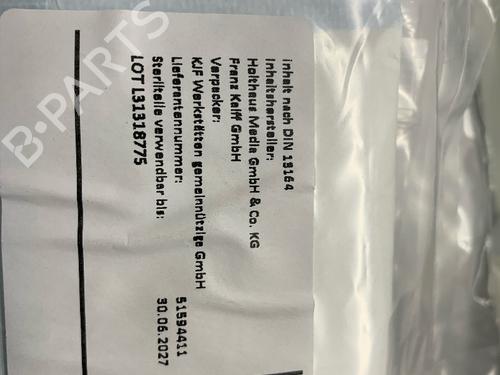 Inhalt nach DIN 13164
Inhaltshersteller:
Holthaus Medial GmbH & Co. KG
Franz Kalff GmbH
Verpacker:
KJF Werkstätten gemeinnützige GmbH
Lieferantennummer: 51594411
Sterilteile verwendbar bis: 30.06.2027
LOT L31318775
B-PARTS